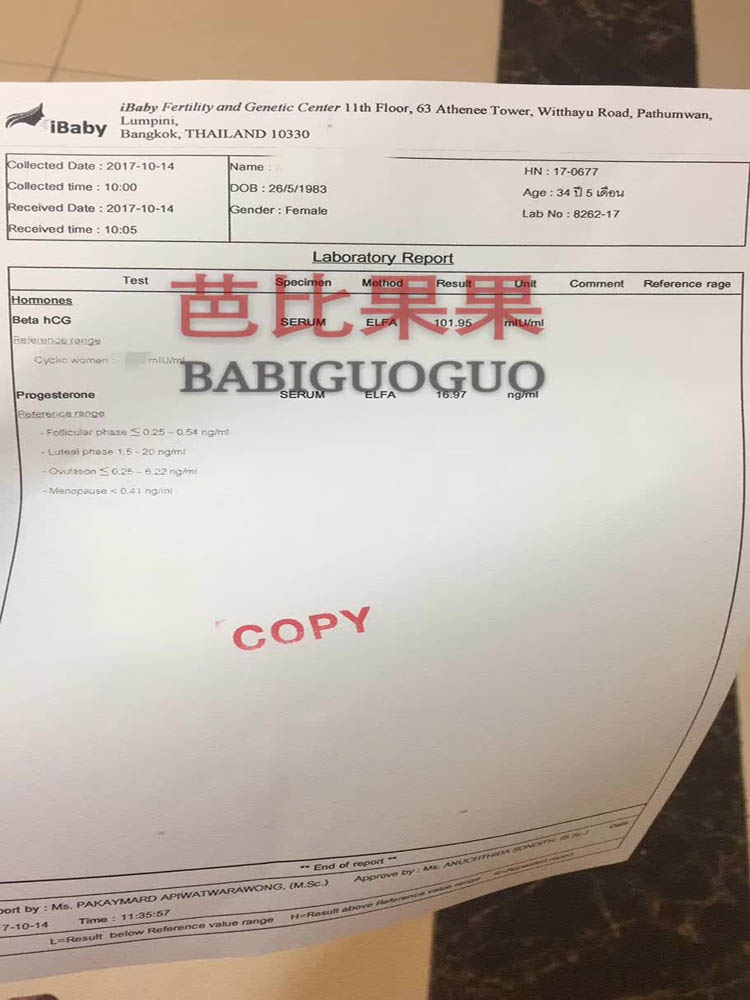 iBaby
iBaby Fertility and Genetic Center 11th Floor, 63 Athenee Tower, Witthayu Road, Pathumwan,
Lumpini,
Bangkok, THAILAND 10330
Collected Date : 2017-10-14
Collected time : 10:00
Received Date : 2017-10-14
Received time : 10:05
Name :
DOB : 26/5/1983
Gender : Female
HN : 17-0677
Age : 34 ปี 5 เดือน
Lab No : 8262-17
Laboratory Report
Test Specimen Method Result Unit Comment Reference rage
Hormones
芭比果果
Beta hCG SERUM ELFA 101.95 mIU/ml
Reference range
Cyclic women : mIU/ml
BABIGUOGUO
Progesterone SERUM ELFA 16.97 ng/ml
Reference range
- Follicular phase ≤ 0.25 - 0.54 ng/ml
- Luteal phase 1.5 - 20 ng/ml
- Ovulation ≤ 0.25 - 6.22 ng/ml
- Menopause < 0.41 ng/ml
COPY
** End of report **
port by : Ms. PAKAYMARD APIWATWARAWONG, (M.Sc.) Approve by : Ms. ANUCHTHIDA SONDITH, (B.Sc.) Date
7-10-14 Time : 11:35:57
L=Result below Reference value range H=Result above Reference value range